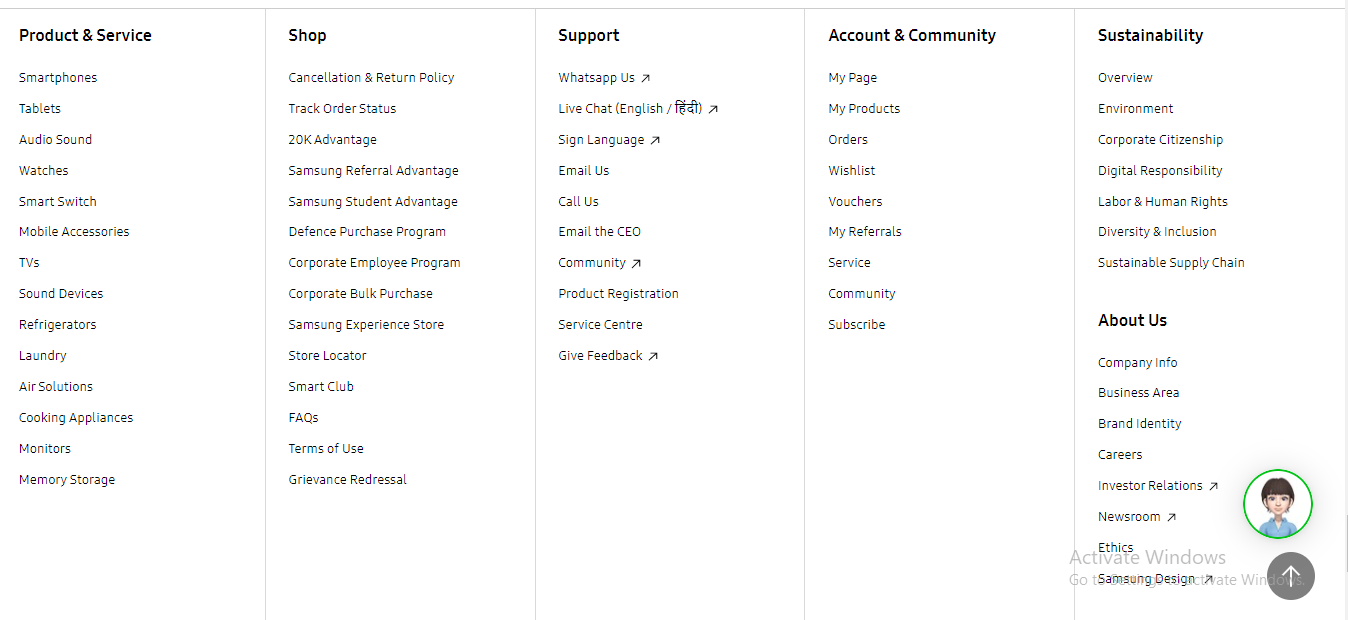 Product & Service
Smartphones
Tablets
Audio Sound
Watches
Smart Switch
Mobile Accessories
TVs
Sound Devices
Refrigerators
Laundry
Air Solutions
Cooking Appliances
Monitors
Memory Storage
Shop
Cancellation & Return Policy
Track Order Status
20K Advantage
Samsung Referral Advantage
Samsung Student Advantage
Defence Purchase Program
Corporate Employee Program
Corporate Bulk Purchase
Samsung Experience Store
Store Locator
Smart Club
FAQs
Terms of Use
Grievance Redressal
Support
Whatsapp Us
Live Chat (English / हिंदी)
Sign Language
Email Us
Call Us
Email the CEO
Community
Product Registration
Service Centre
Give Feedback
Account & Community
My Page
My Products
Orders
Wishlist
Vouchers
My Referrals
Service
Community
Subscribe
Sustainability
Overview
Environment
Corporate Citizenship
Digital Responsibility
Labor & Human Rights
Diversity & Inclusion
Sustainable Supply Chain
About Us
Company Info
Business Area
Brand Identity
Careers
Investor Relations
Newsroom
Ethics
Samsung Design
Activate Windows
Go to Settings to activate Windows.